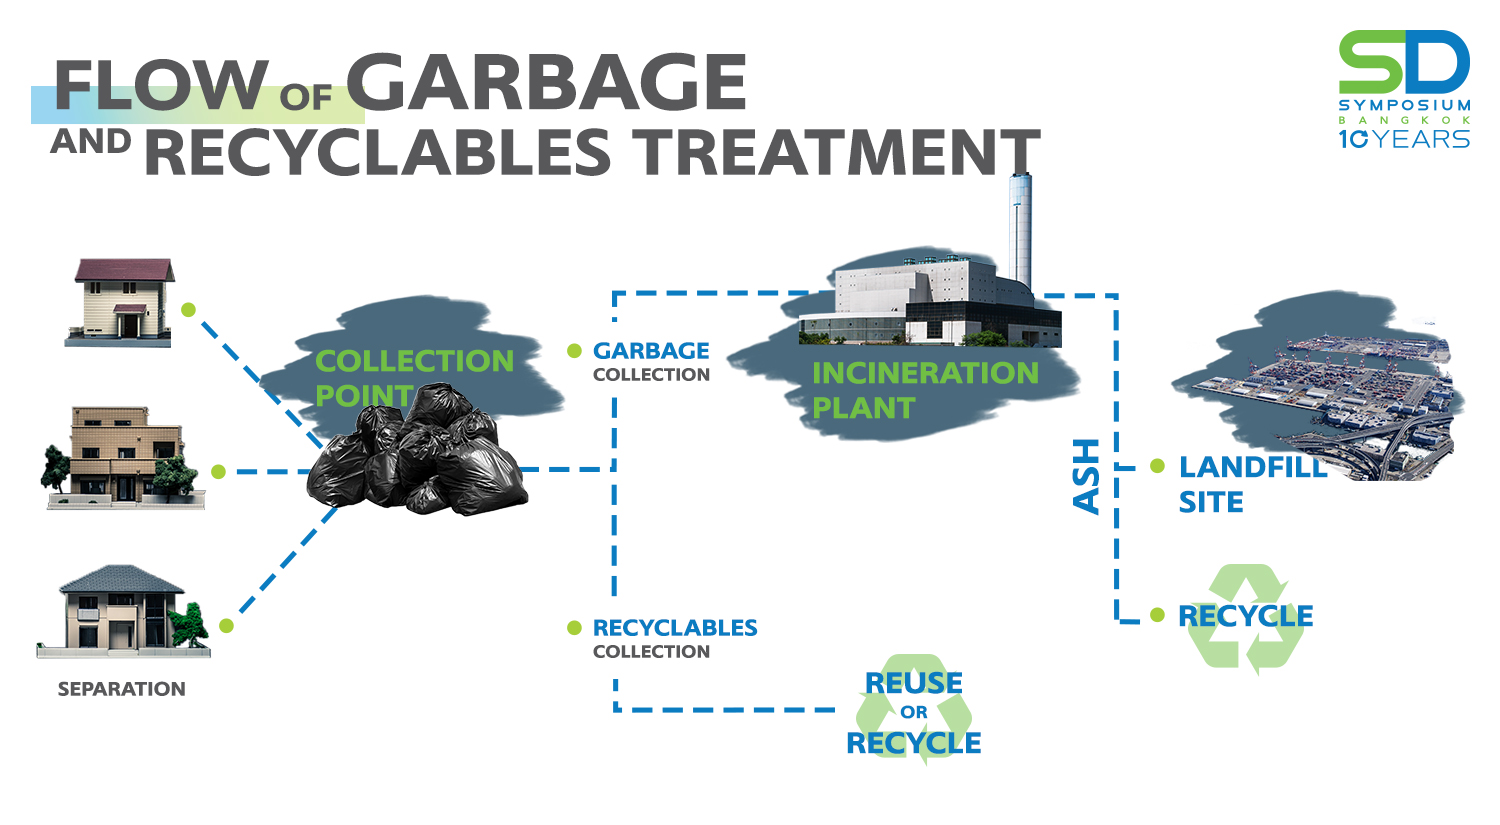 FLOW OF GARBAGE
AND RECYCLABLES TREATMENT
SD
SYMPOSIUM
BANGKOK
10 YEARS
COLLECTION
POINT
GARBAGE
COLLECTION
INCINERATION
PLANT
ASH
LANDFILL
SITE
RECYCLE
RECYCLABLES
COLLECTION
SEPARATION
REUSE
OR
RECYCLE